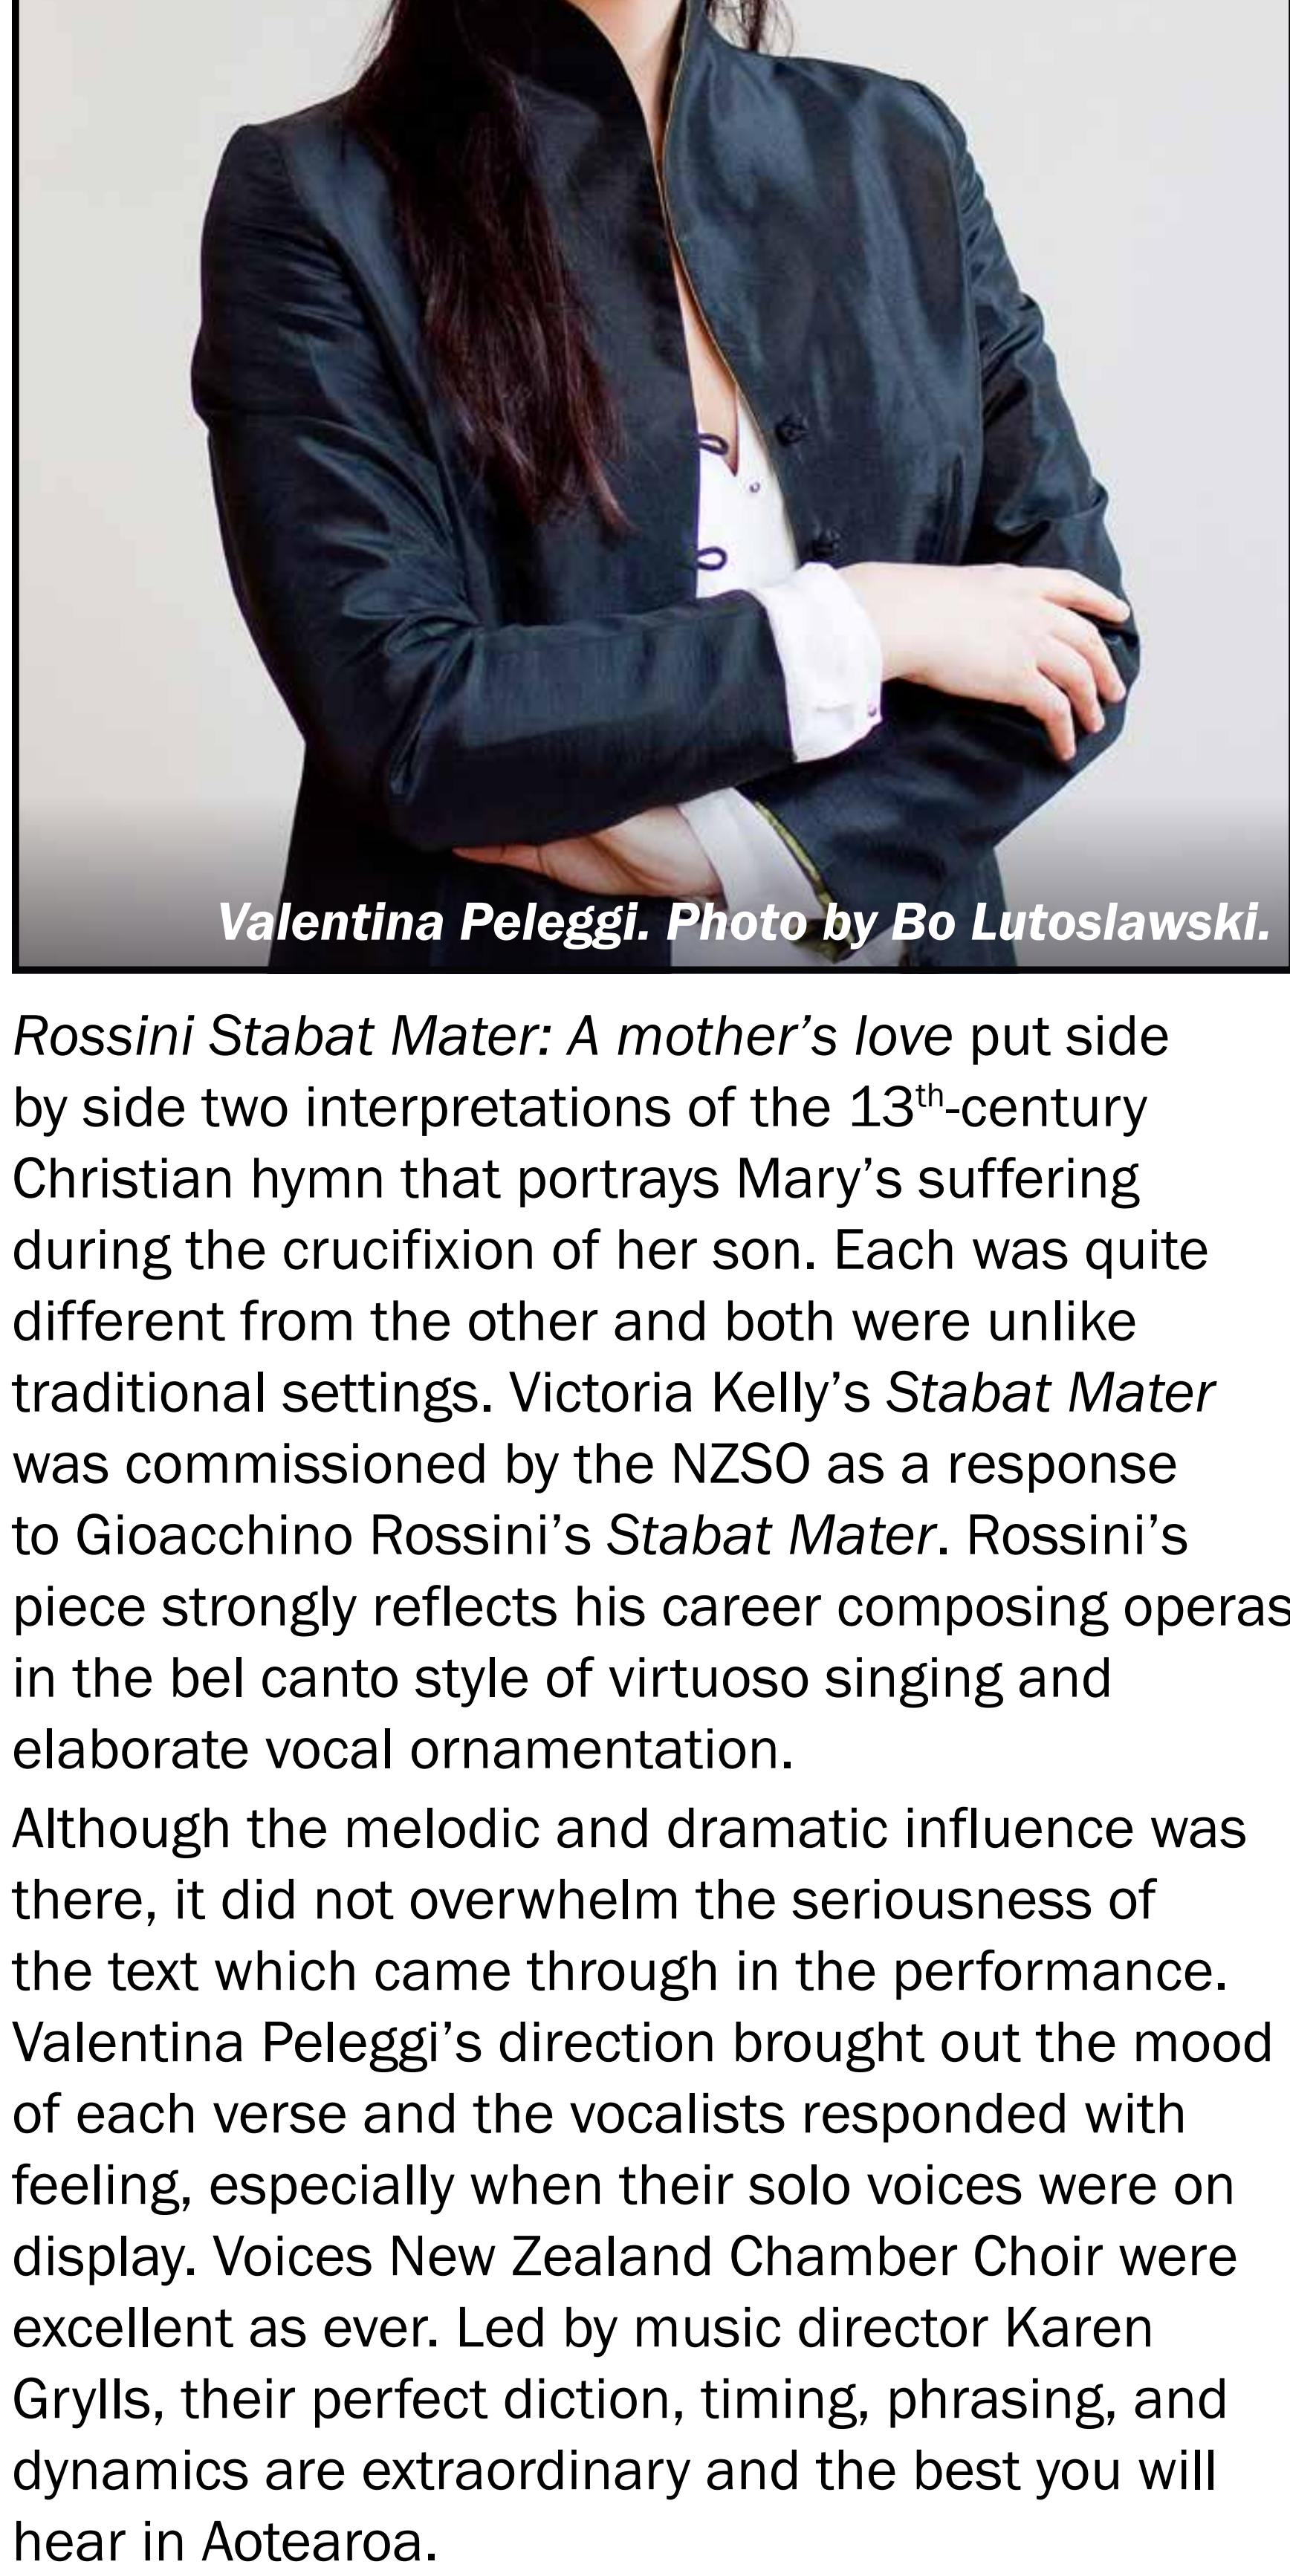 Valentina Peleggi. Photo by Bo Lutoslawski.
Rossini Stabat Mater: A mother’s love put side
by side two interpretations of the 13th-century
Christian hymn that portrays Mary’s suffering
during the crucifixion of her son. Each was quite
different from the other and both were unlike
traditional settings. Victoria Kelly’s Stabat Mater
was commissioned by the NZSO as a response
to Gioacchino Rossini’s Stabat Mater. Rossini’s
piece strongly reflects his career composing operas
in the bel canto style of virtuoso singing and
elaborate vocal ornamentation.
Although the melodic and dramatic influence was
there, it did not overwhelm the seriousness of
the text which came through in the performance.
Valentina Peleggi’s direction brought out the mood
of each verse and the vocalists responded with
feeling, especially when their solo voices were on
display. Voices New Zealand Chamber Choir were
excellent as ever. Led by music director Karen
Grylls, their perfect diction, timing, phrasing, and
dynamics are extraordinary and the best you will
hear in Aotearoa.